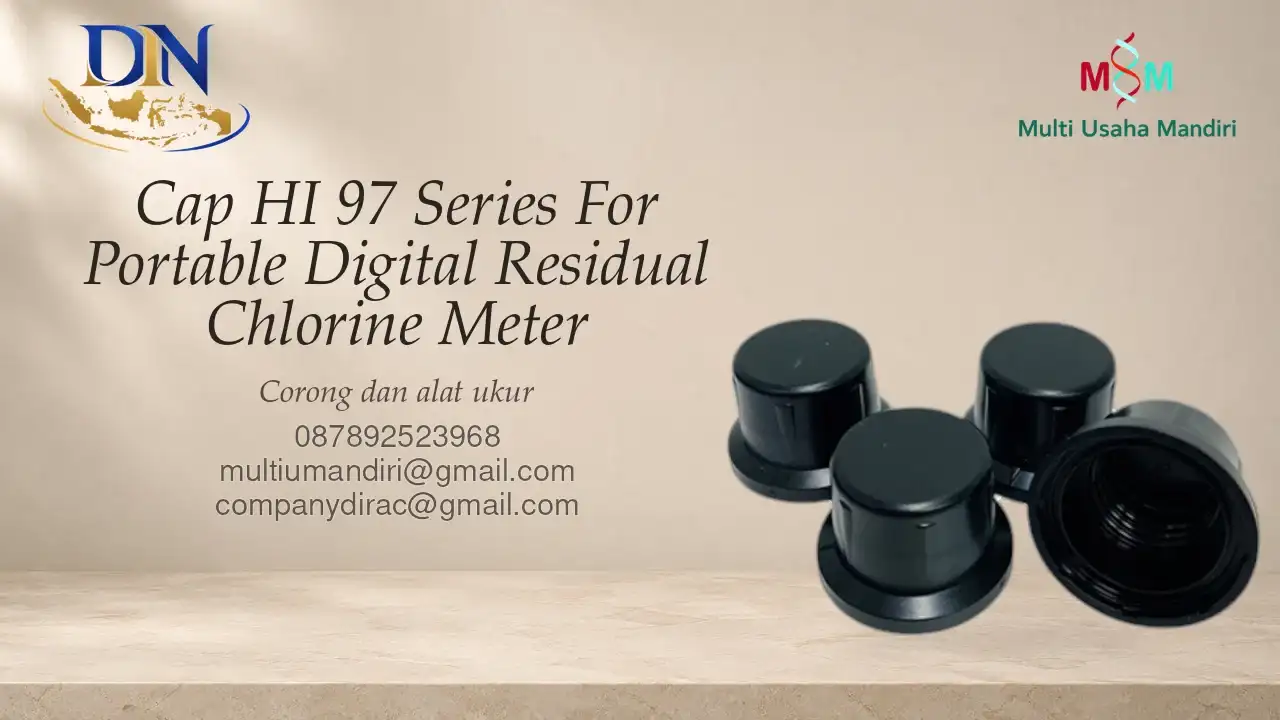 DN
MSM
Multi Usaha Mandiri
Cap HI 97 Series For
Portable Digital Residual
Chlorine Meter
Corong dan alat ukur
087892523968
multiumandiri@gmail.com
companydirac@gmail.com